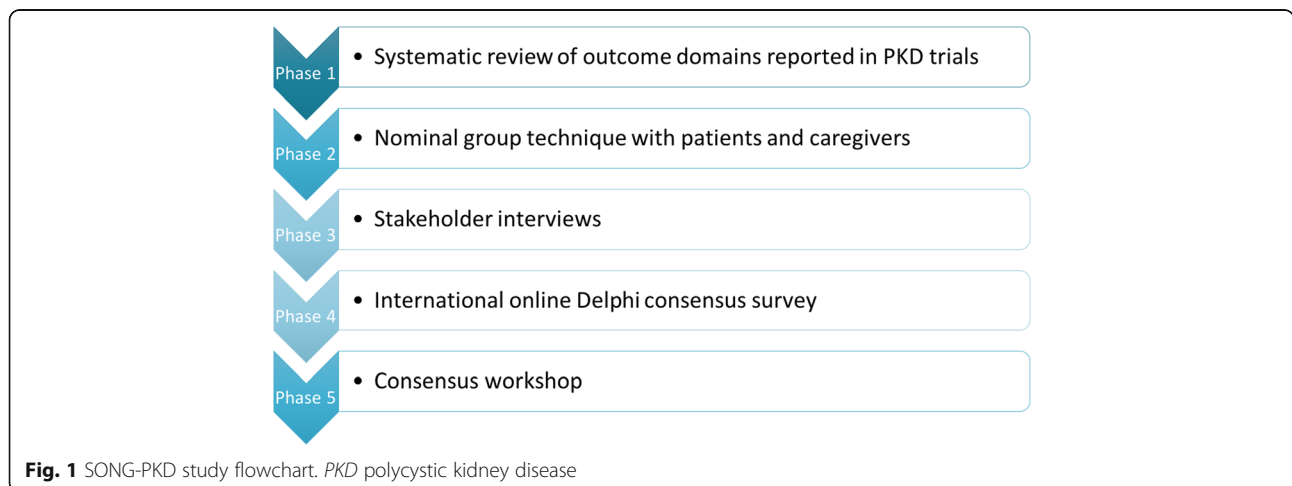 Phase 1 • Systematic review of outcome domains reported in PKD trials
Phase 2 • Nominal group technique with patients and caregivers
Phase 3 • Stakeholder interviews
Phase 4 • International online Delphi consensus survey
Phase 5 • Consensus workshop
Fig. 1 SONG-PKD study flowchart. PKD polycystic kidney disease